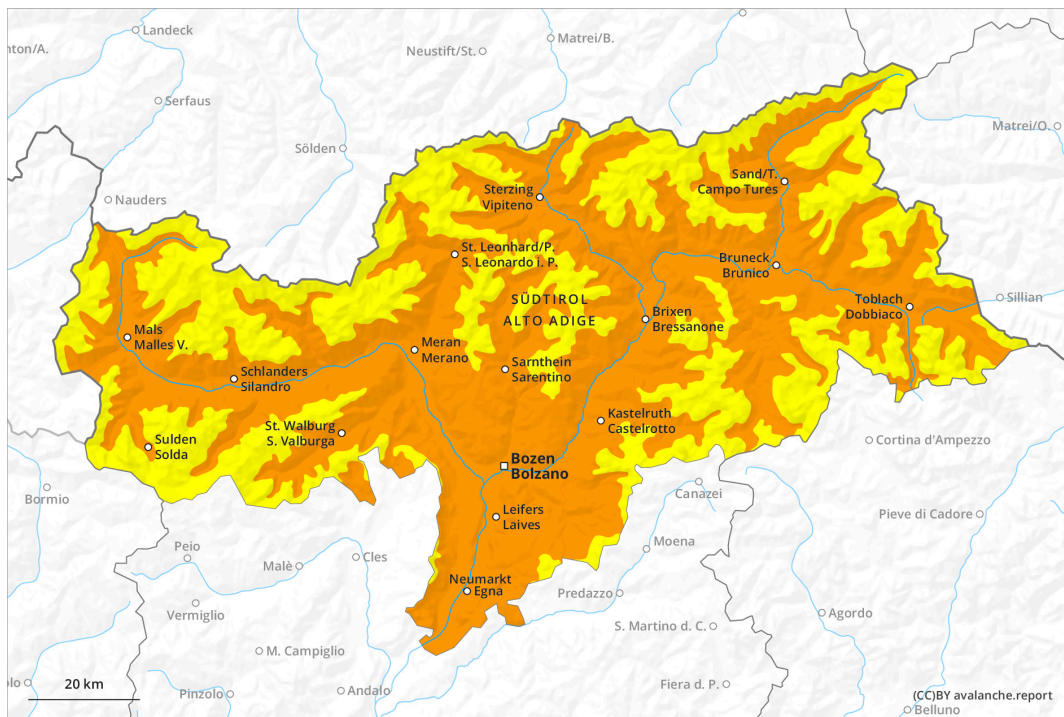 Landeck
nton/A.
Neustift/St.
Matrei/B.
Serfaus
Matrei/O.
Sölden
Sand/T.
Campo Tures
Sterzing
Vipiteno
Nauders
St. Leonhard/P.
S. Leonardo i. P.
Bruneck
Brunico
SÜDTIROL
ALTO ADIGE
Toblach
Dobbiaco
Sillian
Brixen
Bressanone
Mals
Malles V.
Meran
Merano
Sarnthein
Sarentino
Schlanders
Silandro
Kastelruth
Castelrotto
St. Walburg
S. Valburga
Sulden
Solda
Cortina d'Ampezzo
Bozen
Bolzano
Bormio
Canazei
Leifers
Laives
Pieve di Cadore
Moena
Peio
Cles
Malè
Neumarkt
Egna
Predazzo
Vermiglio
Agordo
S. Martino d. C.
M. Campiglio
20 km
olo
Pinzolo
Andalo
Fiera d. P.
(CC)BY avalanche.report
Belluno